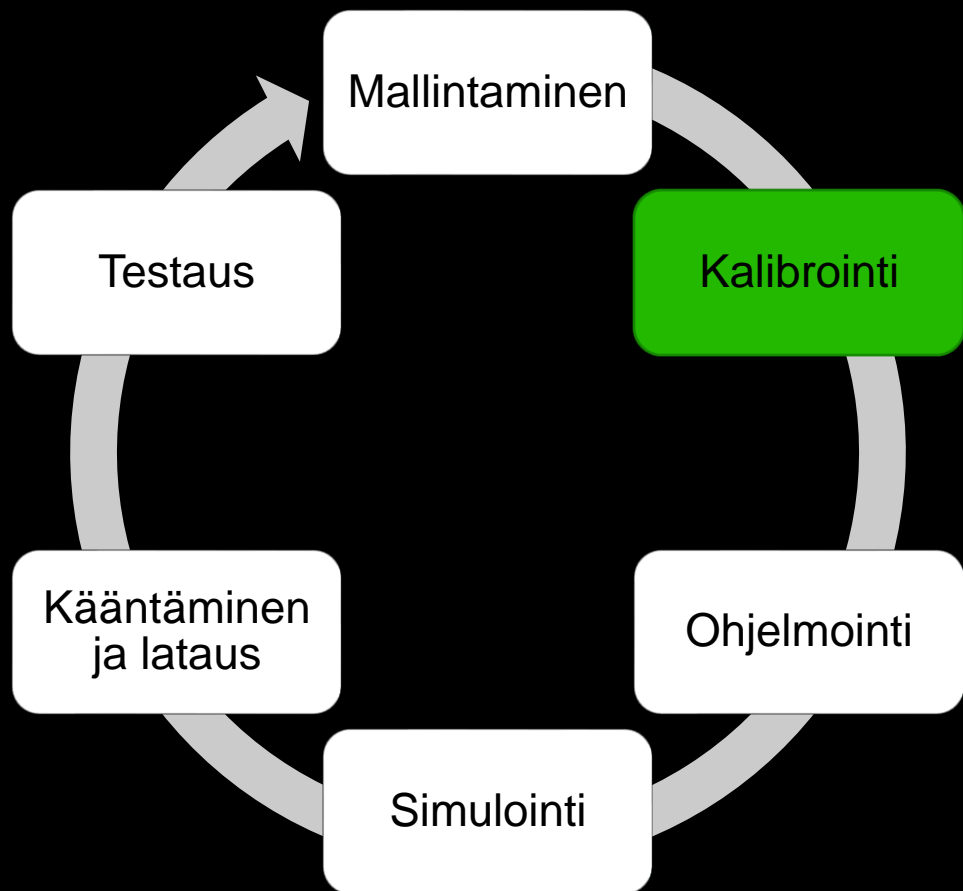 Mallintaminen
Kalibrointi
Ohjelmointi
Simulointi
Kääntäminen
ja lataus
Testaus